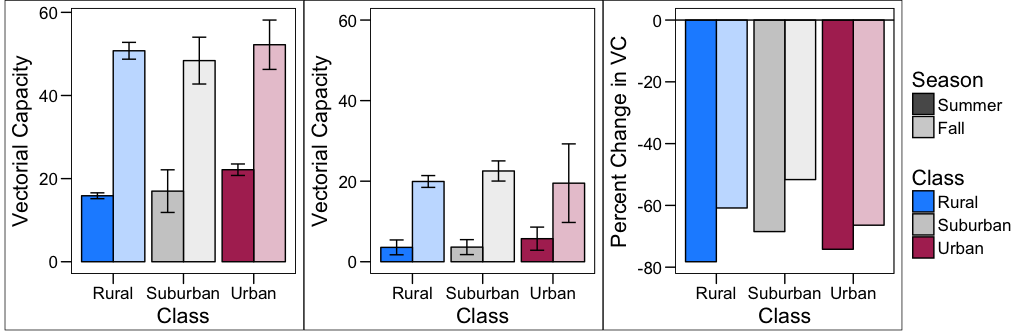 Vectorial Capacity
60
40
20
0
Rural Suburban Urban
Class
Vectorial Capacity
60
40
20
0
Rural Suburban Urban
Class
Percent Change in VC
0
-20
-40
-60
-80
Rural Suburban Urban
Class
Season
Summer
Fall
Class
Rural
Suburban
Urban